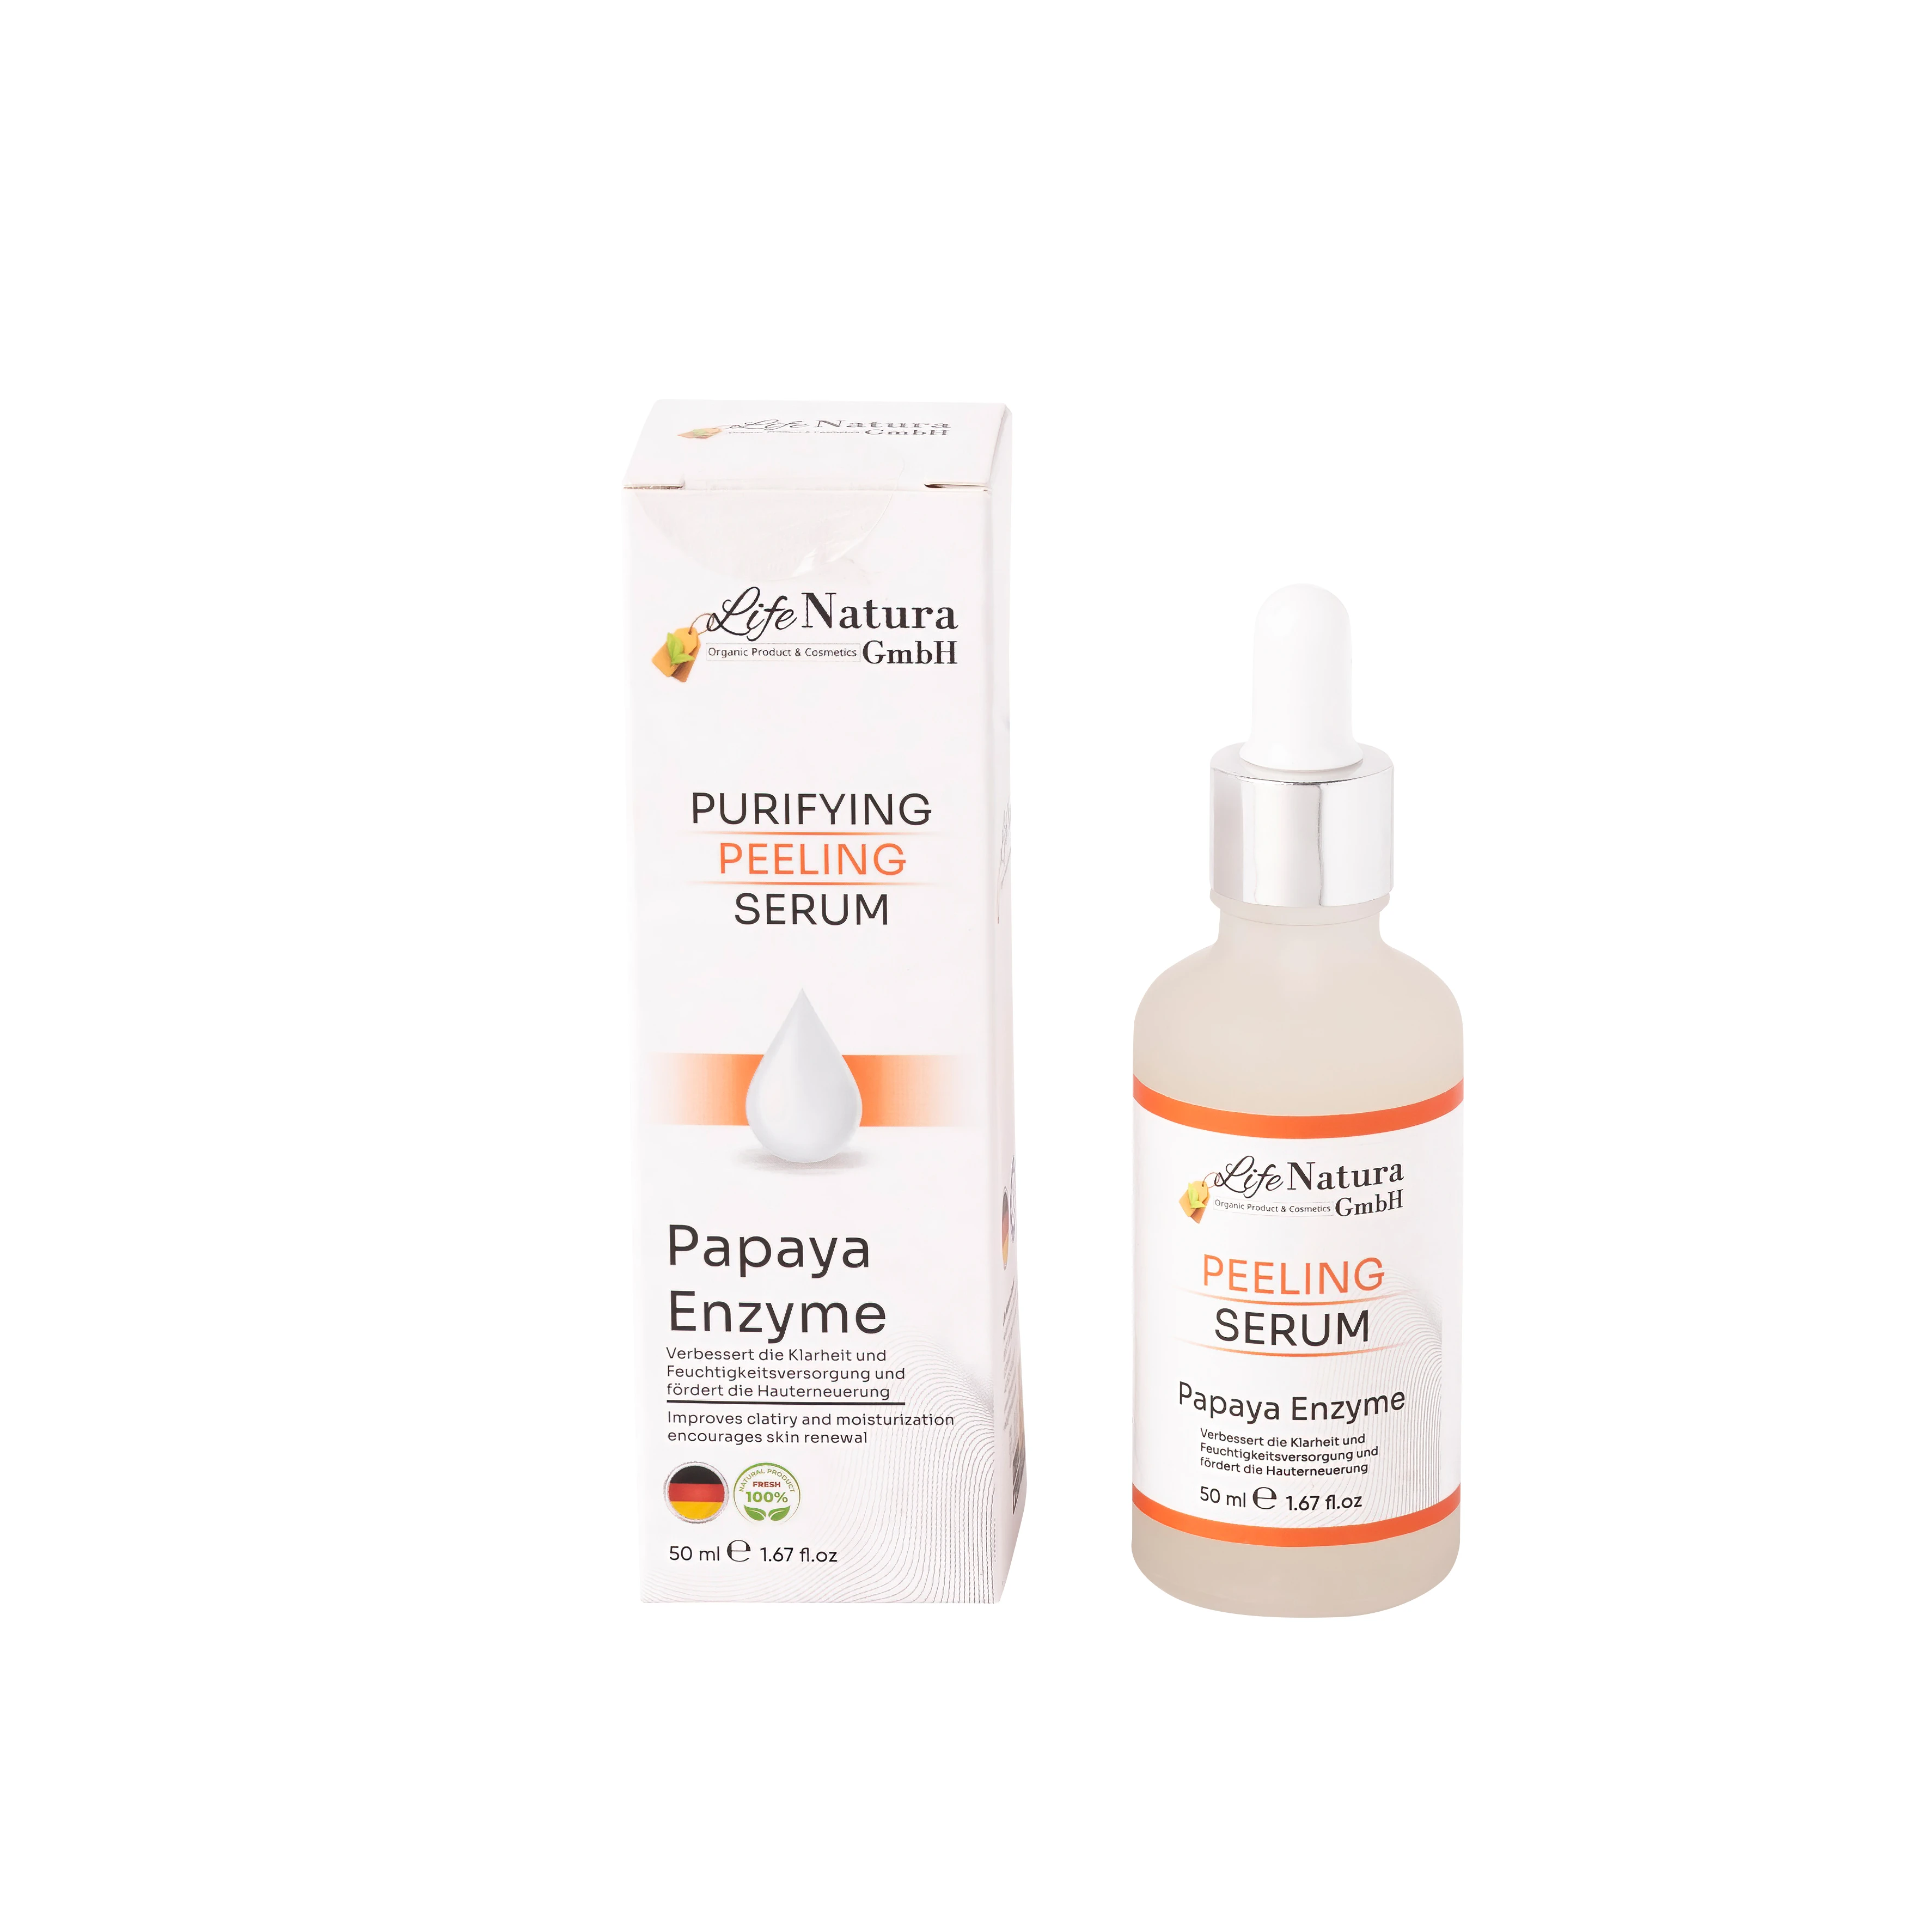 Life Natura
GmbH
Life Natura
Organic Product & Cosmetics GmbH
PURIFYING
PEELING
SERUM
Papaya
Enzyme
Verbessert die Klarheit und
Feuchtigkeitsversorgung und
fördert die Hauterneuerung
Improves clatiry and moisturization
encourages skin renewal
NATURAL PRODUCT
FRESH
100%
50 ml ℮ 1.67 fl.oz
Life Natura
Organic Product & Cosmetics GmbH
PEELING
SERUM
Papaya Enzyme
Verbessert die Klarheit und
Feuchtigkeitsversorgung und
fördert die Hauterneuerung
50 ml ℮ 1.67 fl.oz